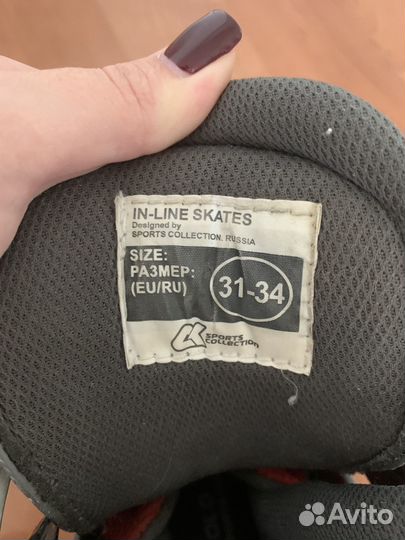 IN-LINE SKATES
Designed by
SPORTS COLLECTION. RUSSIA
SIZE:
РАЗМЕР:
(EU/RU)
31-34
SPORTS
COLLECTION
Avito